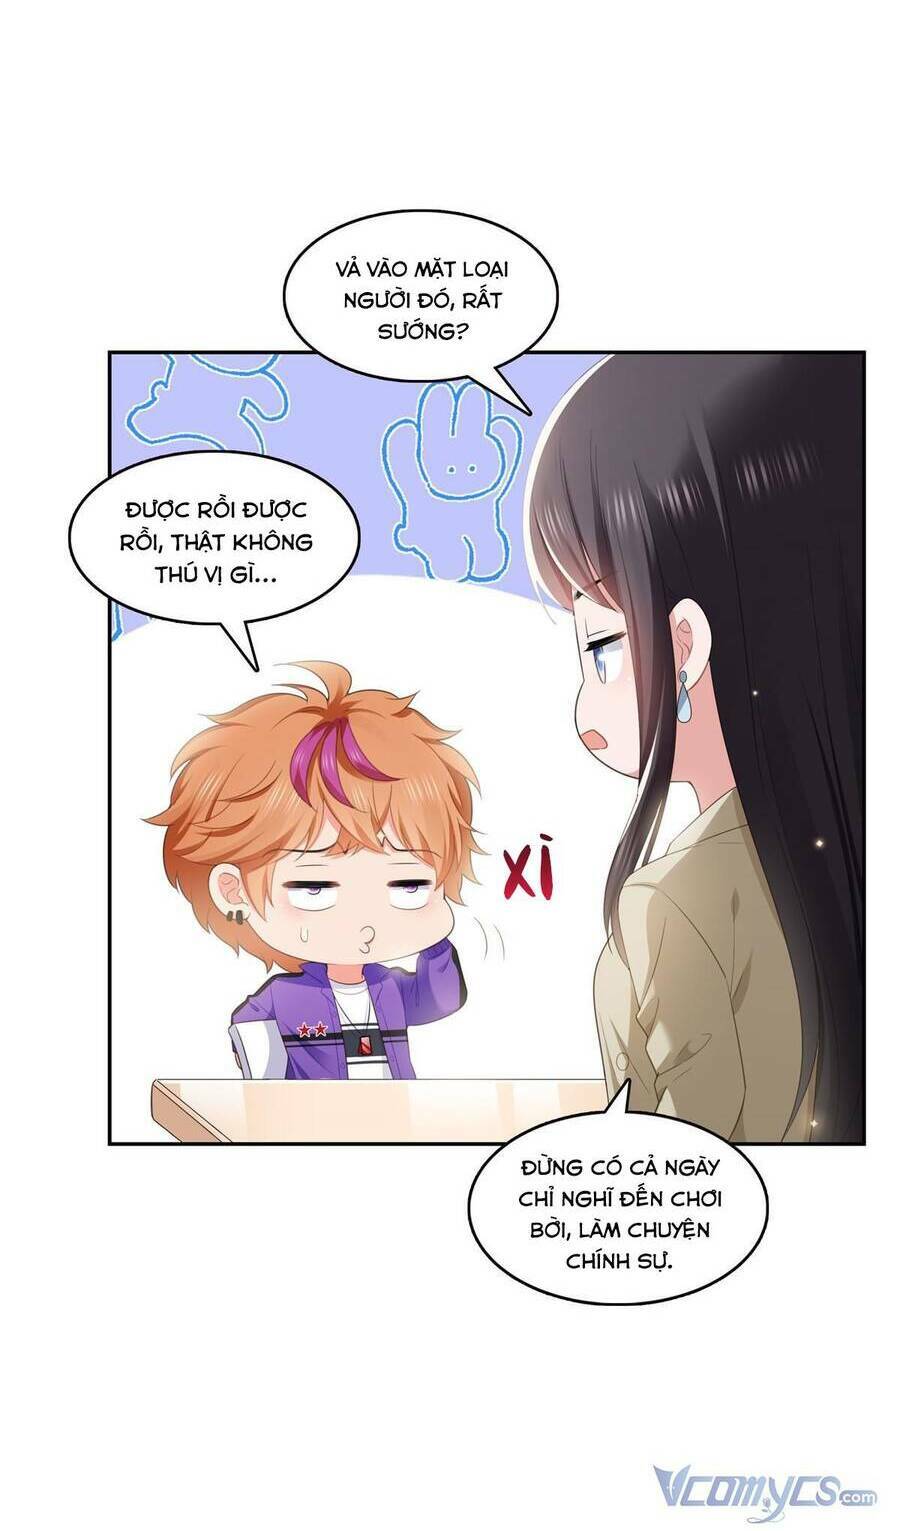 VẢ VÀO MẶT LOẠI
NGƯỜI ĐÓ, RẤT
SƯỚNG?
ĐƯỢC RỒI ĐƯỢC
RỒI, THẬT KHÔNG
THÚ VỊ GÌ...
XÌ
ĐỪNG CÓ CẢ NGÀY
CHỈ NGHĨ ĐẾN CHƠI
BỜI, LÀM CHUYỆN
CHÍNH SỰ.
VCOMYCS.com